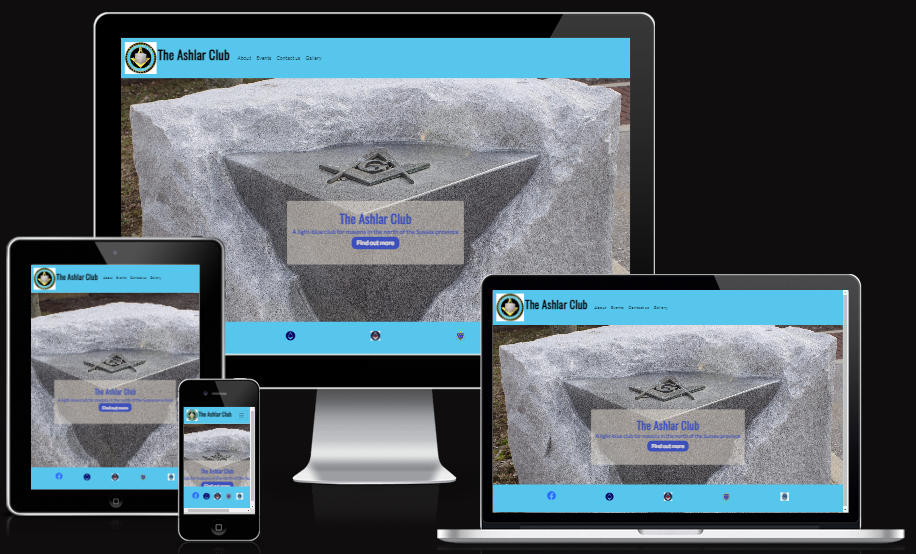 The Ashlar Club
About Events Contact us Gallery
The Ashlar Club
A light-blue club for masons in the north of the Sussex province
Find out more
The Ashlar Club
About Events Contact us Gallery
The Ashlar Club
A light-blue club for masons in the north of the Sussex province
Find out more
The Ashlar Club
The Ashlar Club
Find out more
The Ashlar Club
About Events Contact us Gallery
The Ashlar Club
A light-blue club for masons in the north of the Sussex province
Find out more